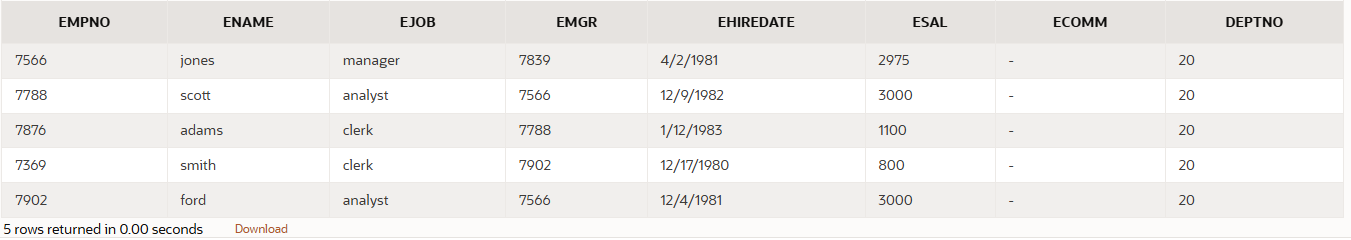 EMPNO ENAME EJOB EMGR EHIREDATE ESAL ECOMM DEPTNO
7566 jones manager 7839 4/2/1981 2975 - 20
7788 scott analyst 7566 12/9/1982 3000 - 20
7876 adams clerk 7788 1/12/1983 1100 - 20
7369 smith clerk 7902 12/17/1980 800 - 20
7902 ford analyst 7566 12/4/1981 3000 - 20
5 rows returned in 0.00 seconds Download